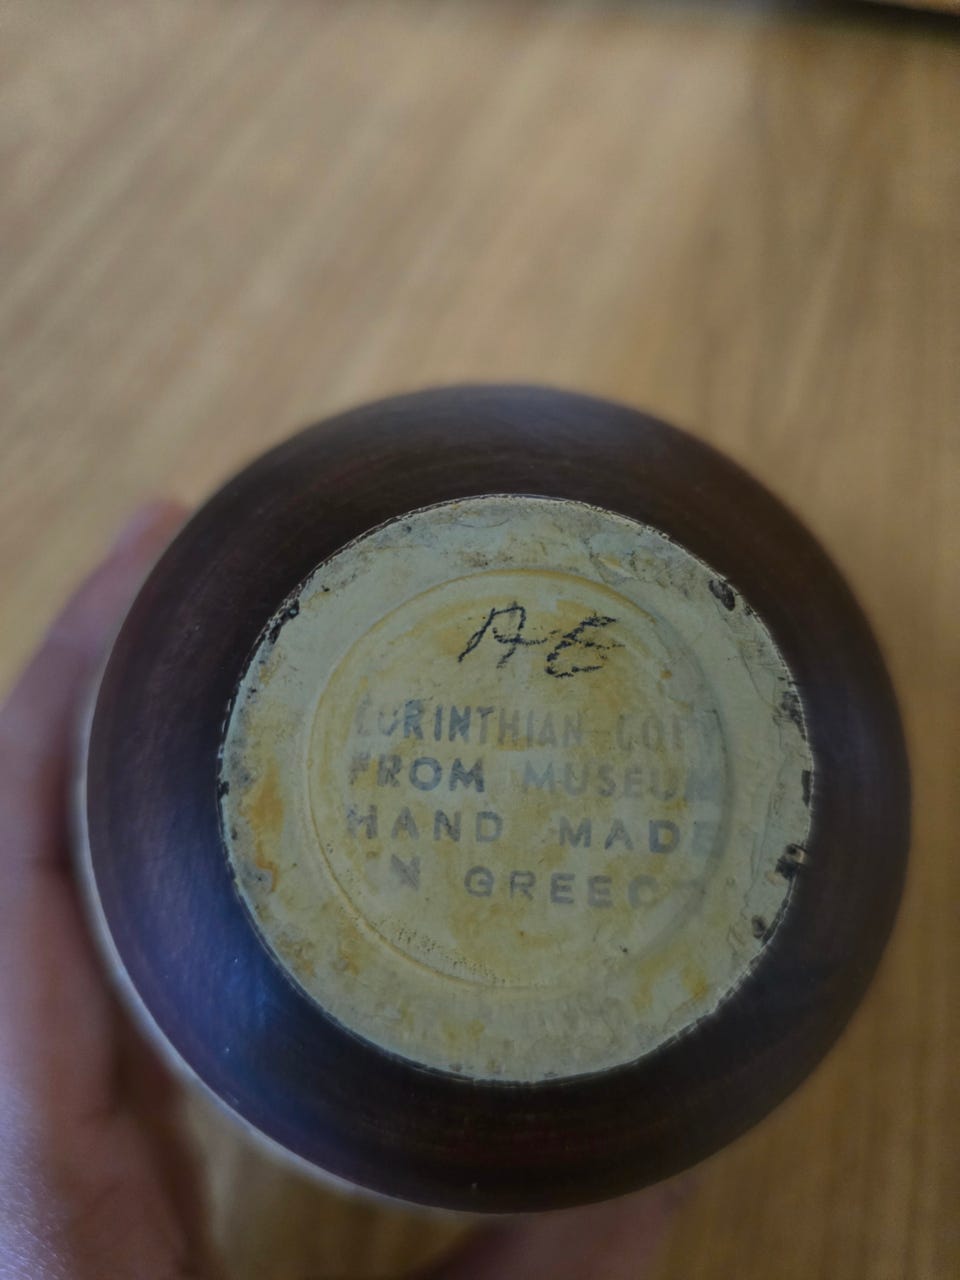 AE
CORINTHIAN
FROM MUSEUM
HAND MADE
IN GREECE